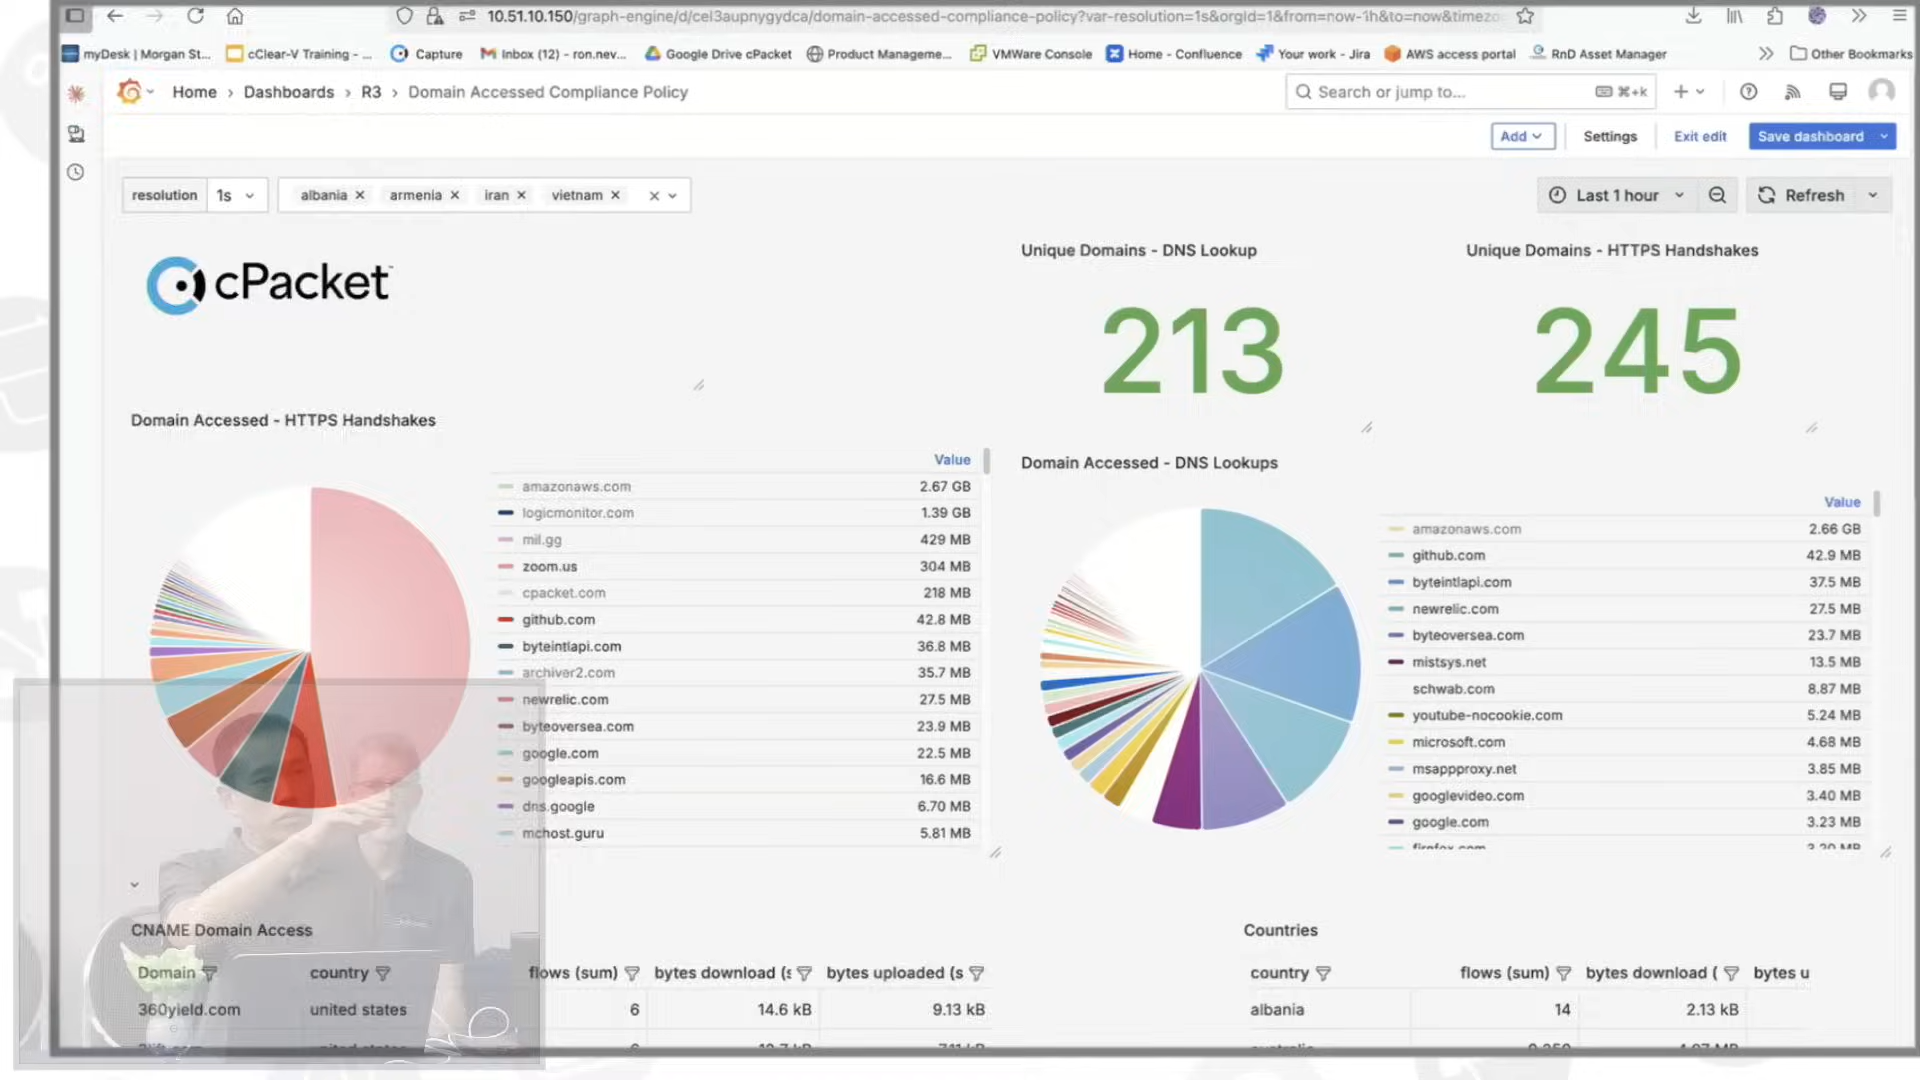 10.51.10.150/graph-engine/d/cel3aupnygydca/domain-accessed-compliance-policy?var-resolution=1s&orgId=1&from=now-1h&to=now&timezo
myDesk | Morgan St... cClear-V Training - ... Capture Inbox (12) - ron.nev... Google Drive cPacket Product Manageme... VMWare Console Home - Confluence Your work - Jira AWS access portal RnD Asset Manager Other Bookmarks
Home > Dashboards > R3 > Domain Accessed Compliance Policy Search or jump to... ⌘+k
Add Settings Exit edit Save dashboard
resolution 1s albania × armenia × iran × vietnam × Last 1 hour Refresh
cPacket
Unique Domains - DNS Lookup
213
Unique Domains - HTTPS Handshakes
245
Domain Accessed - HTTPS Handshakes
Value
amazonaws.com 2.67 GB
logicmonitor.com 1.39 GB
mil.gg 429 MB
zoom.us 304 MB
cpacket.com 218 MB
github.com 42.8 MB
byteintlapi.com 36.8 MB
archiver2.com 35.7 MB
newrelic.com 27.5 MB
byteoversea.com 23.9 MB
google.com 22.5 MB
googleapis.com 16.6 MB
dns.google 6.70 MB
mchost.guru 5.81 MB
Domain Accessed - DNS Lookups
Value
amazonaws.com 2.66 GB
github.com 42.9 MB
byteintlapi.com 37.5 MB
newrelic.com 27.5 MB
byteoversea.com 23.7 MB
mistsys.net 13.5 MB
schwab.com 8.87 MB
youtube-nocookie.com 5.24 MB
microsoft.com 4.68 MB
msappproxy.net 3.85 MB
googlevideo.com 3.40 MB
google.com 3.23 MB
firefox.com 3.20 MB
CNAME Domain Access
Domain country flows (sum) bytes download (s bytes uploaded (s
360yield.com united states 6 14.6 kB 9.13 kB
Countries
country flows (sum) bytes download ( bytes u
albania 14 2.13 kB